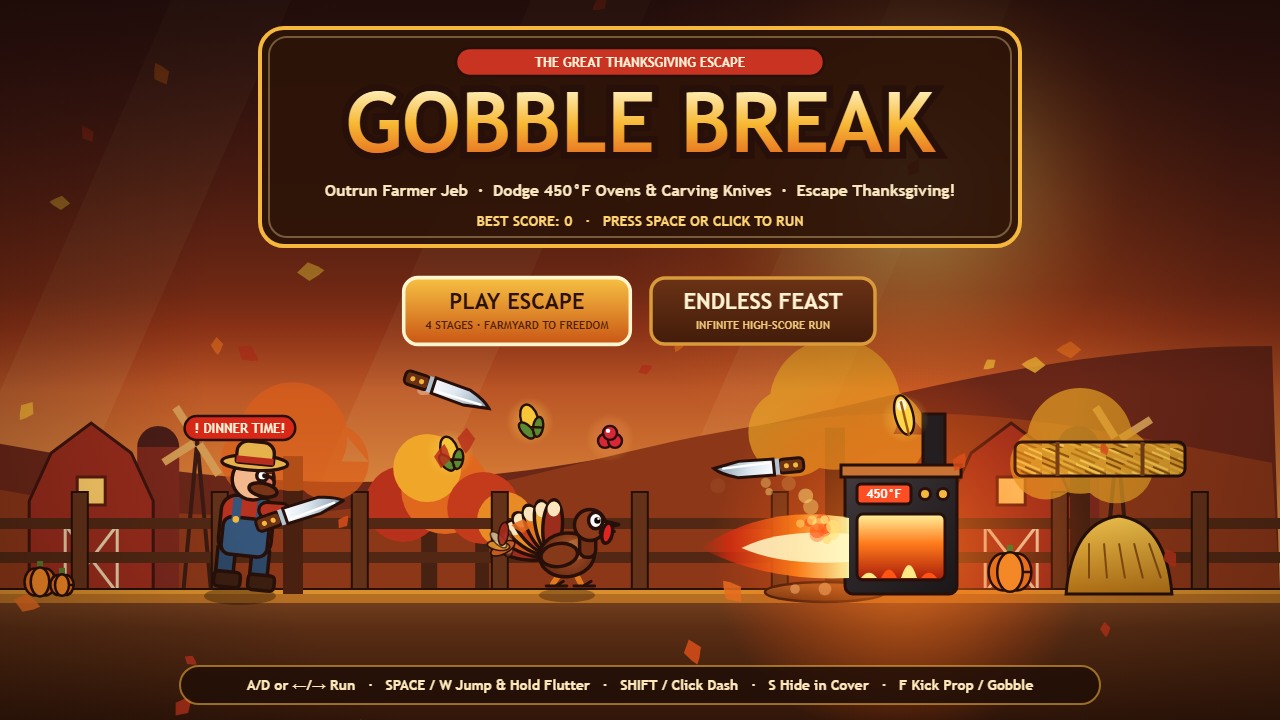 THE GREAT THANKSGIVING ESCAPE
GOBBLE BREAK
Outrun Farmer Jeb · Dodge 450°F Ovens & Carving Knives · Escape Thanksgiving!
BEST SCORE: 0 · PRESS SPACE OR CLICK TO RUN
PLAY ESCAPE
4 STAGES · FARMYARD TO FREEDOM
ENDLESS FEAST
INFINITE HIGH-SCORE RUN
! DINNER TIME!
450°F
A/D or ←/→ Run · SPACE / W Jump & Hold Flutter · SHIFT / Click Dash · S Hide in Cover · F Kick Prop / Gobble